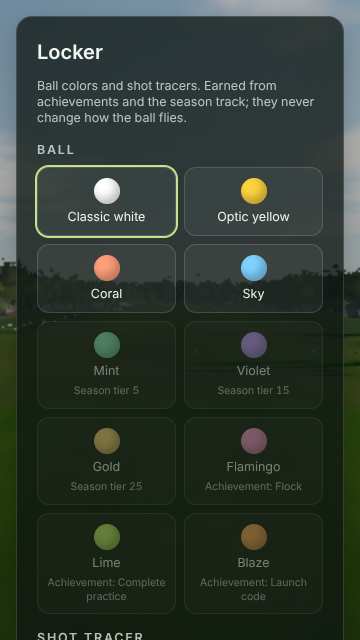 Locker
Ball colors and shot tracers. Earned from
achievements and the season track; they never
change how the ball flies.
BALL
Classic white
Optic yellow
Coral
Sky
Mint
Season tier 5
Violet
Season tier 15
Gold
Season tier 25
Flamingo
Achievement: Flock
Lime
Achievement: Complete
practice
Blaze
Achievement: Launch
code
SHOT TRACER